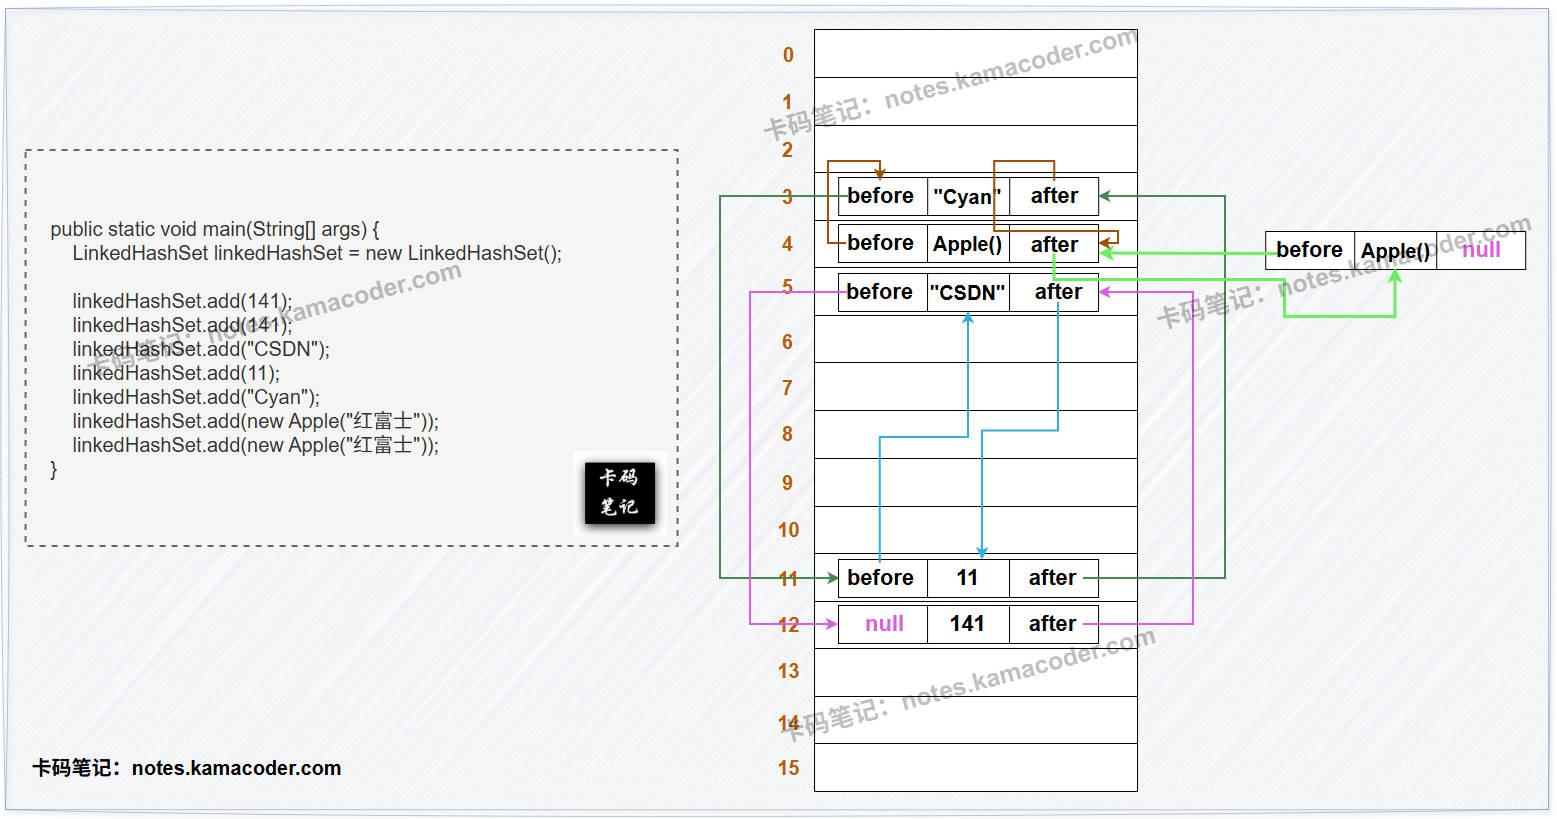 public static void main(String[] args) {
LinkedHashSet linkedHashSet = new LinkedHashSet();
linkedHashSet.add(141);
linkedHashSet.add(141);
linkedHashSet.add("CSDN");
linkedHashSet.add(11);
linkedHashSet.add("Cyan");
linkedHashSet.add(new Apple("红富士"));
linkedHashSet.add(new Apple("红富士"));
}
卡码笔记：notes.kamacoder.com
卡码
笔记
卡码笔记：notes.kamacoder.com
0
1
2
3 before "Cyan" after
4 before Apple() after
5 before "CSDN" after
6
7
8
9
10
11 before 11 after
12 null 141 after
13
14
15
卡码笔记：notes.kamacoder.com
before Apple() null
卡码笔记：notes.kamacoder.com
卡码笔记：notes.kamacoder.com